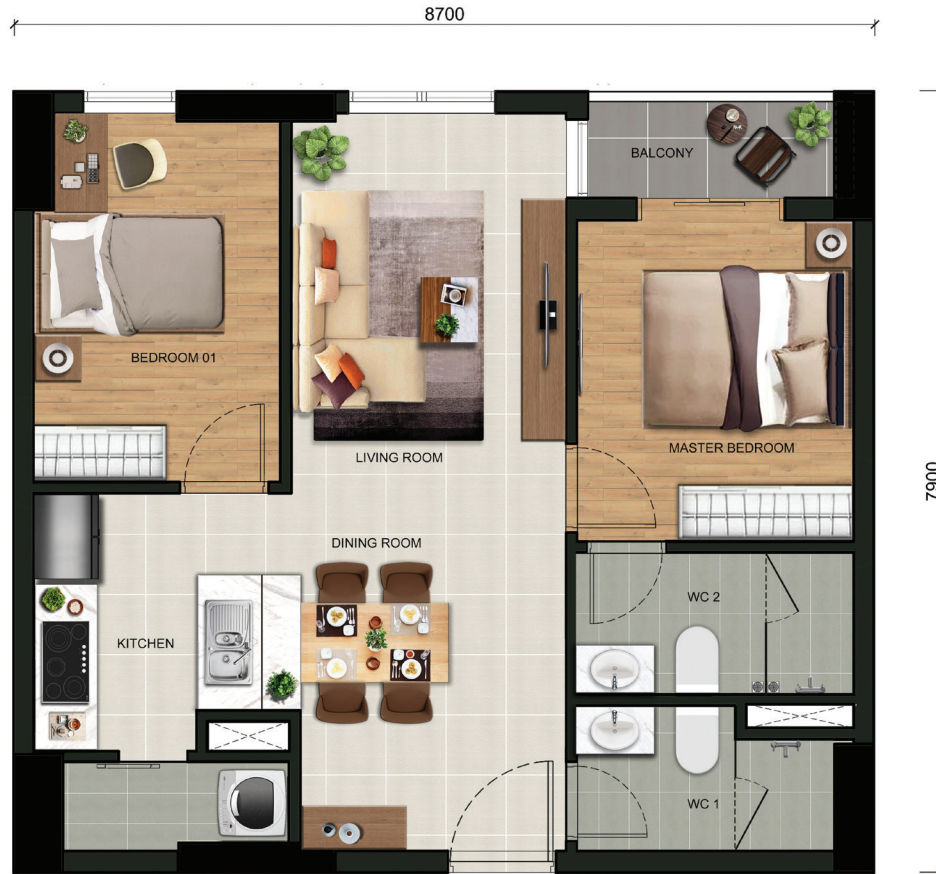 8700
BALCONY
BEDROOM 01
MASTER BEDROOM
LIVING ROOM
7900
DINING ROOM
WC 2
KITCHEN
WC 1